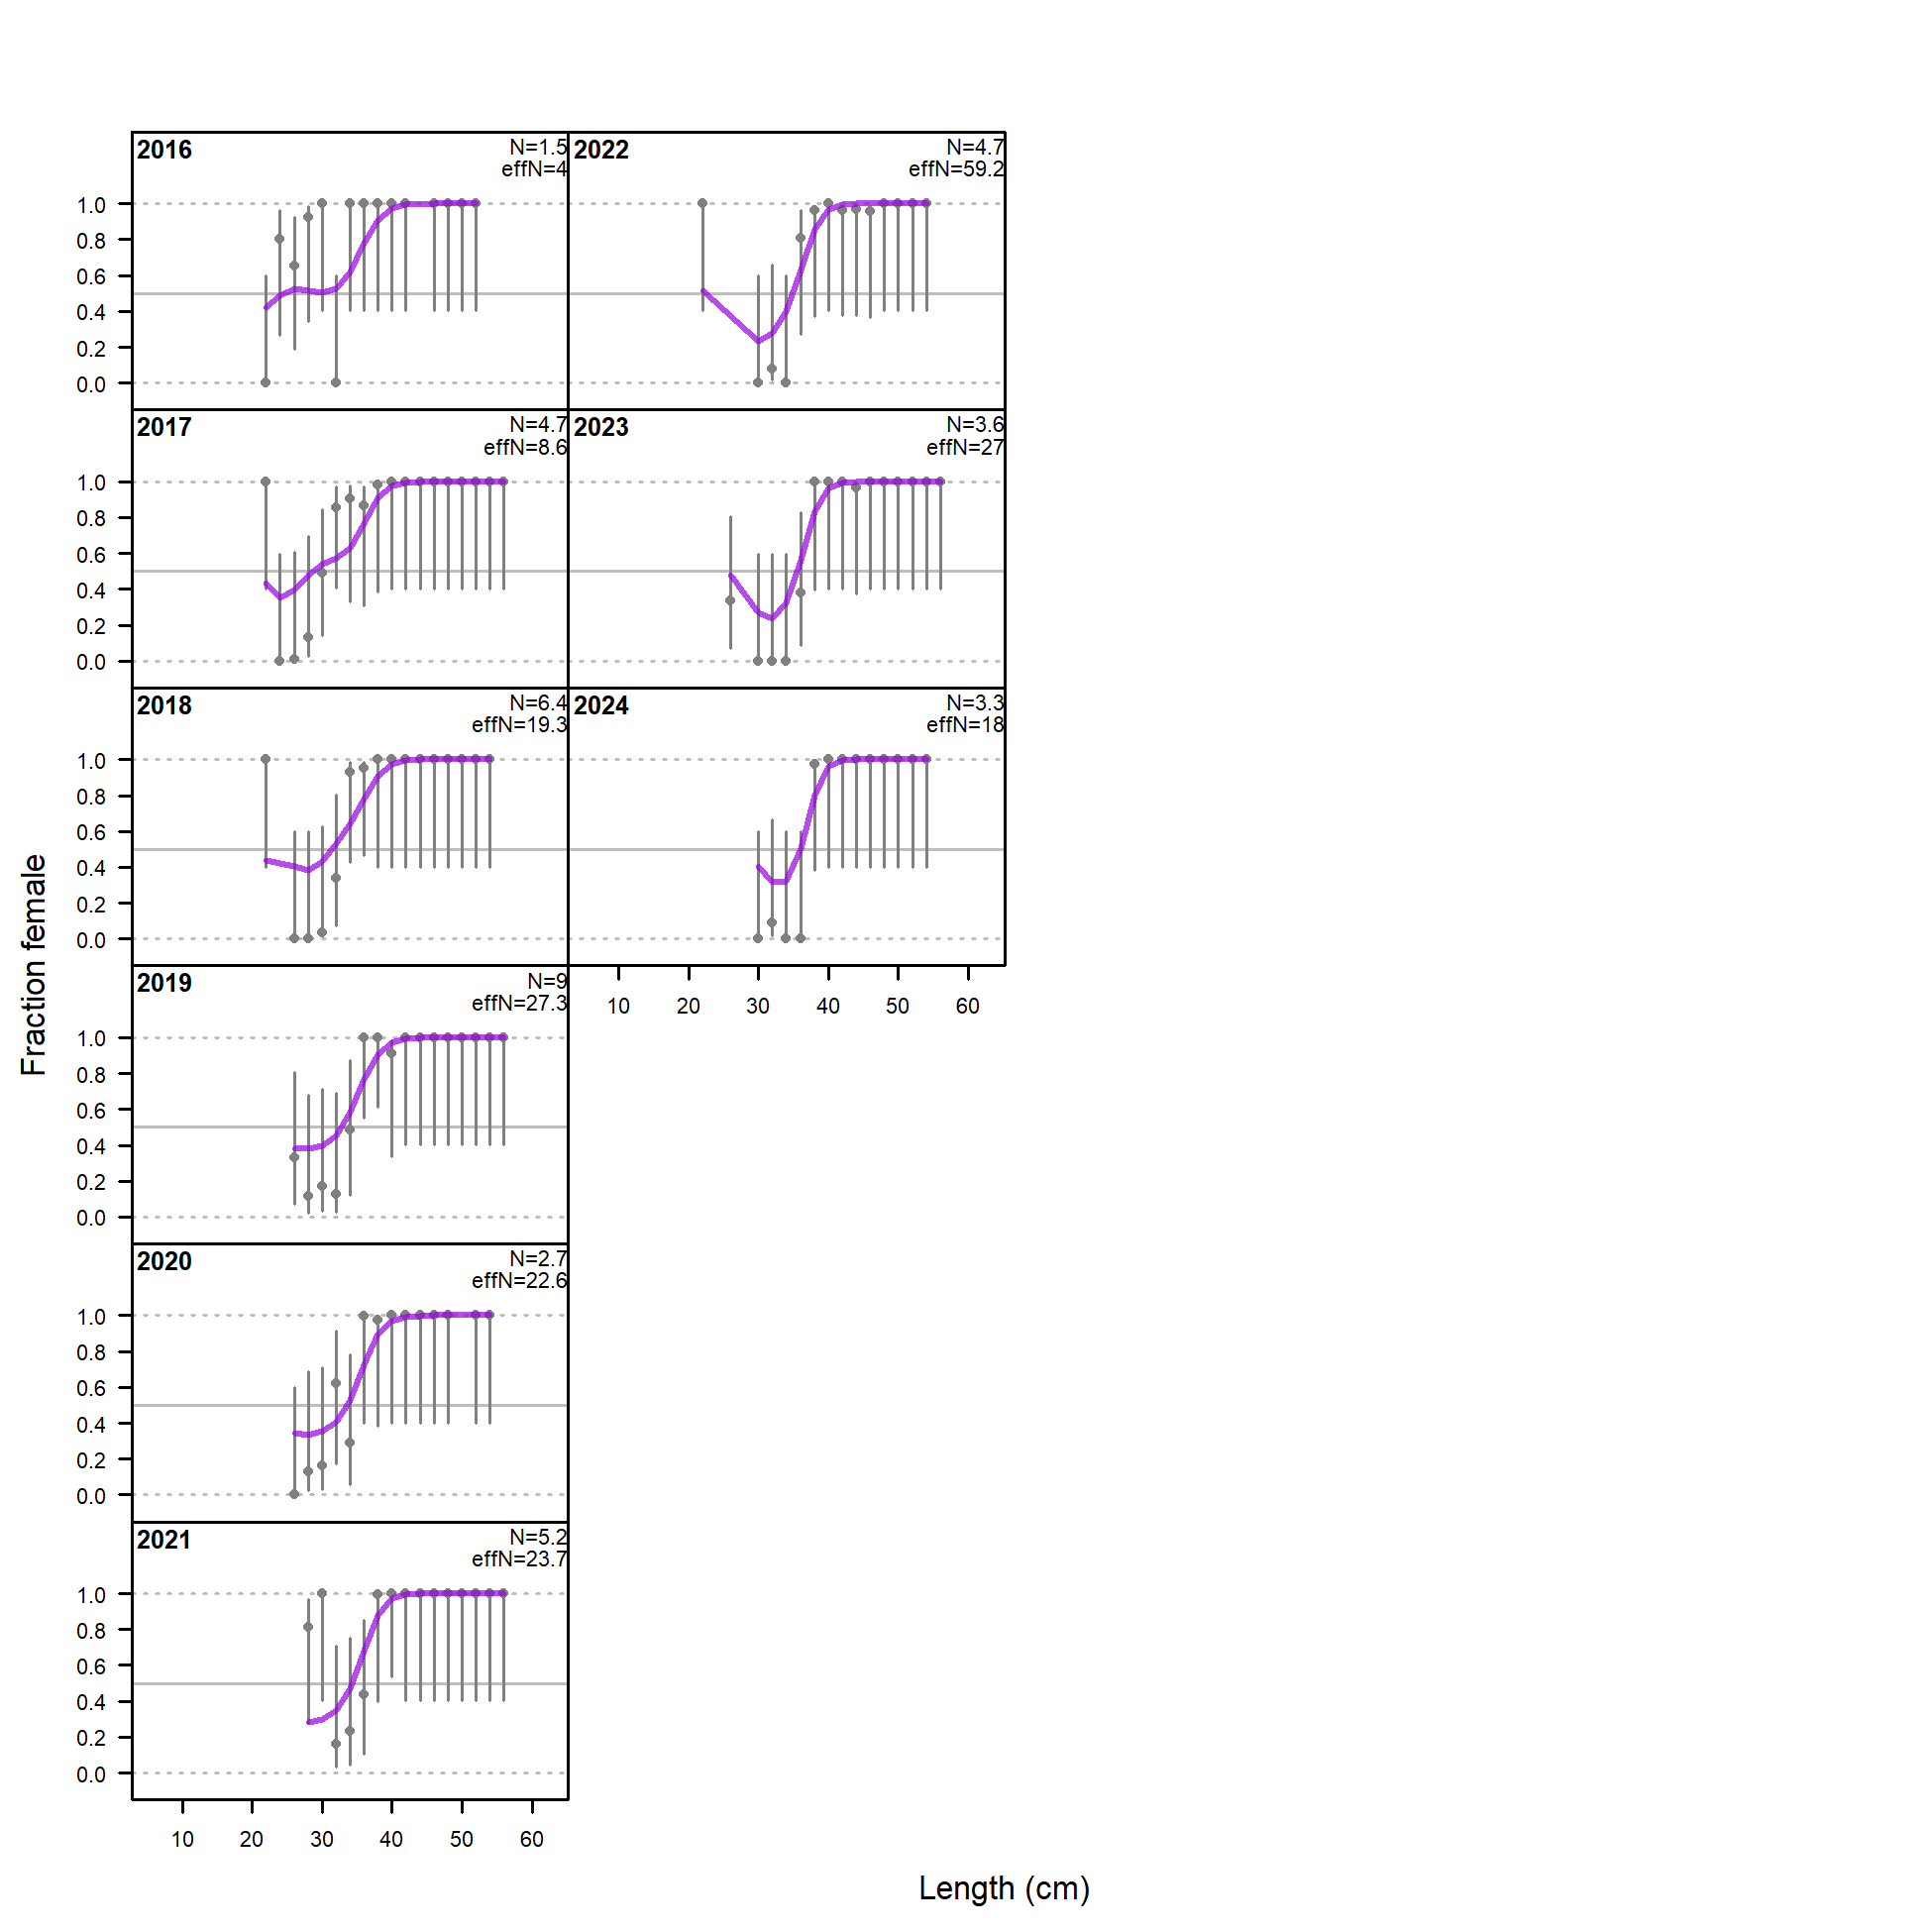 2016
N=1.5
effN=4
1.0
0.8
0.6
0.4
0.2
0.0
2017
N=4.7
effN=8.6
1.0
0.8
0.6
0.4
0.2
0.0
2018
N=6.4
effN=19.3
1.0
0.8
0.6
0.4
0.2
0.0
2019
N=9
effN=27.3
1.0
0.8
0.6
0.4
0.2
0.0
2020
N=2.7
effN=22.6
1.0
0.8
0.6
0.4
0.2
0.0
2021
N=5.2
effN=23.7
1.0
0.8
0.6
0.4
0.2
0.0
10 20 30 40 50 60
2022
N=4.7
effN=59.2
2023
N=3.6
effN=27
2024
N=3.3
effN=18
10 20 30 40 50 60
Fraction female
Length (cm)